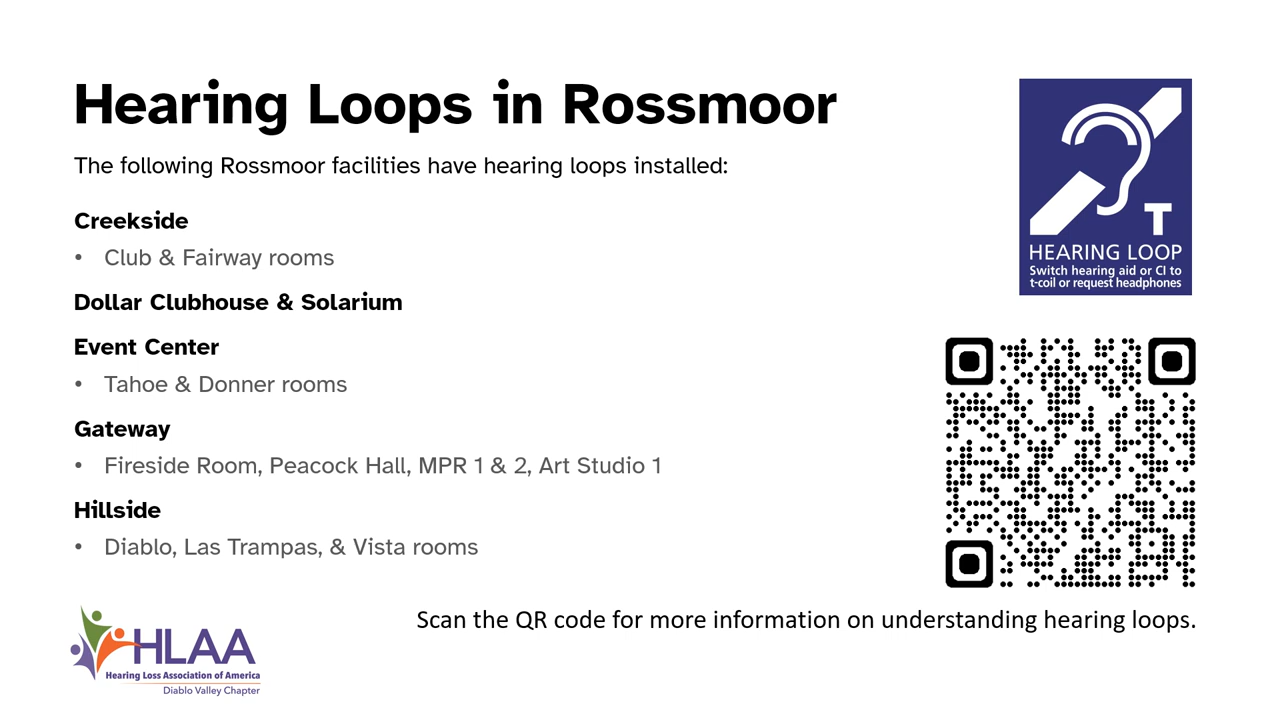 Hearing Loops in Rossmoor
The following Rossmoor facilities have hearing loops installed:
Creekside
• Club & Fairway rooms
Dollar Clubhouse & Solarium
Event Center
• Tahoe & Donner rooms
Gateway
• Fireside Room, Peacock Hall, MPR 1 & 2, Art Studio 1
Hillside
• Diablo, Las Trampas, & Vista rooms
T
HEARING LOOP
Switch hearing aid or CI to
t-coil or request headphones
Scan the QR code for more information on understanding hearing loops.
HLAA
Hearing Loss Association of America
Diablo Valley Chapter